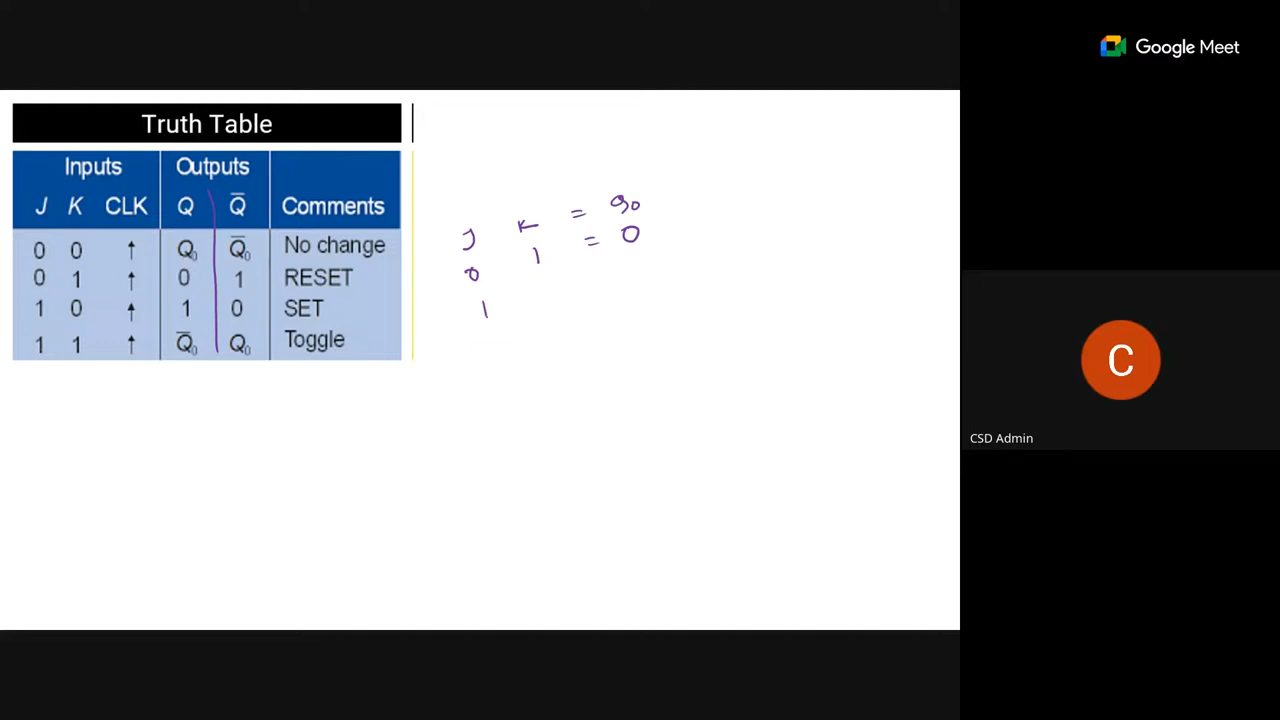 Google Meet
Truth Table
Inputs Outputs
J K CLK Q Q̅ Comments
0 0 ↑ Q₀ Q̅₀ No change
0 1 ↑ 0 1 RESET
1 0 ↑ 1 0 SET
1 1 ↑ Q̅₀ Q₀ Toggle
J K = Q₀
0 1 = 0
1
C
CSD Admin